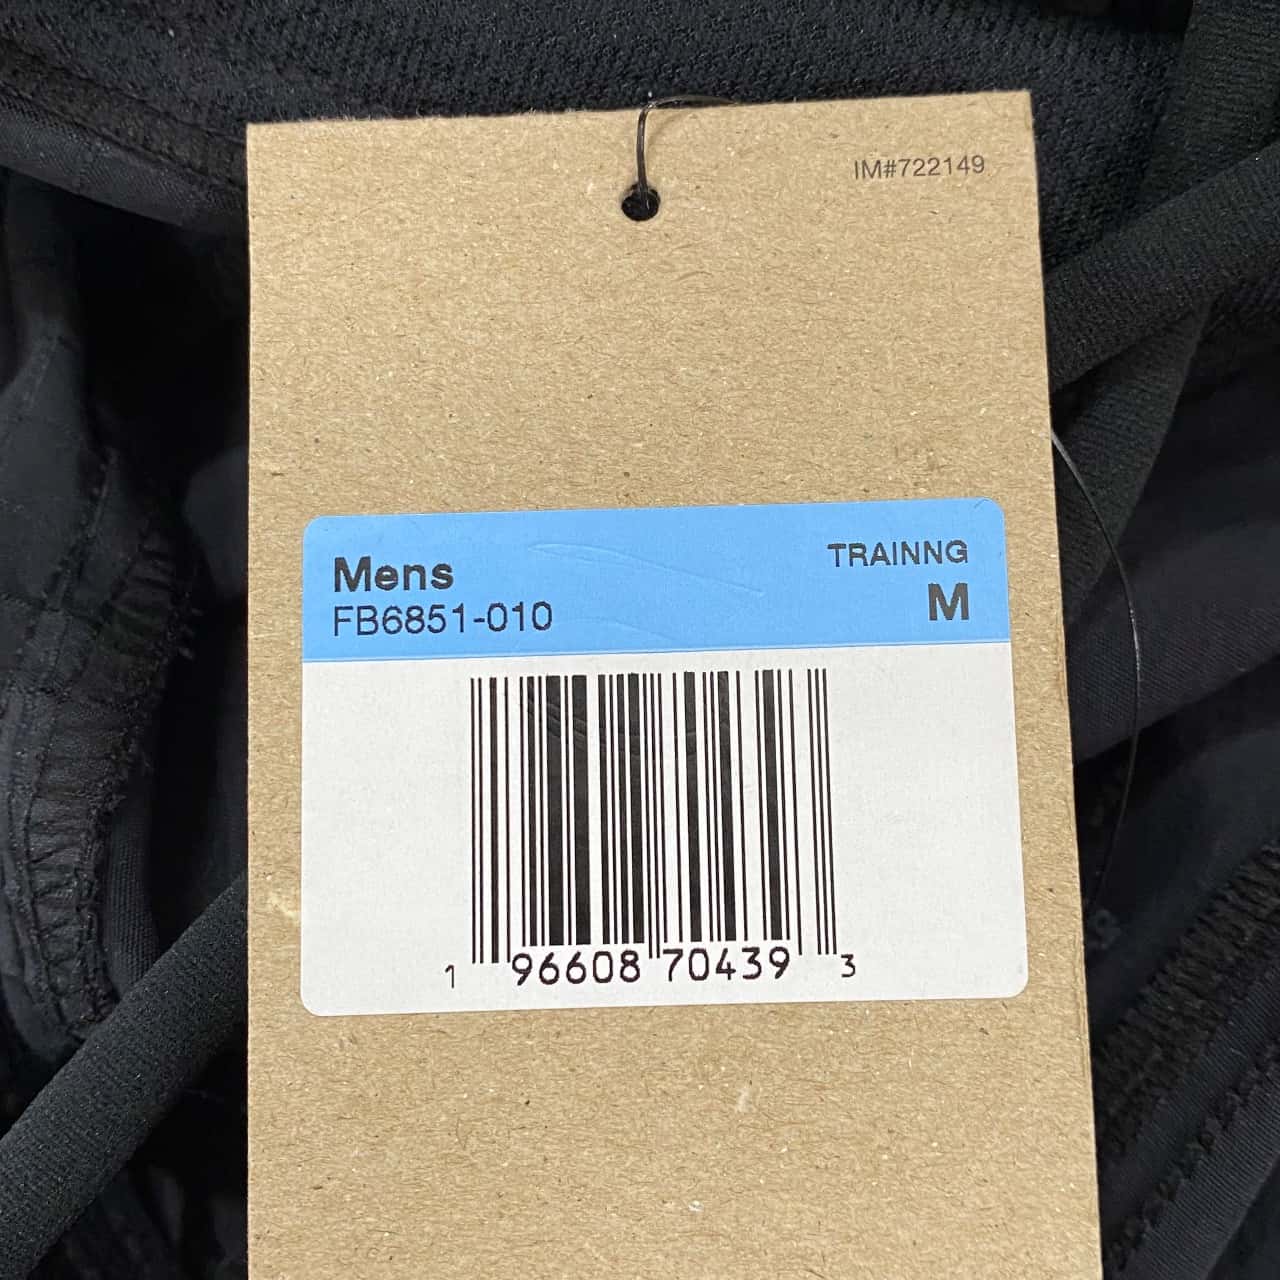 IM#722149
Mens
TRAINNG
FB6851-010
M
1 96608 70439 3